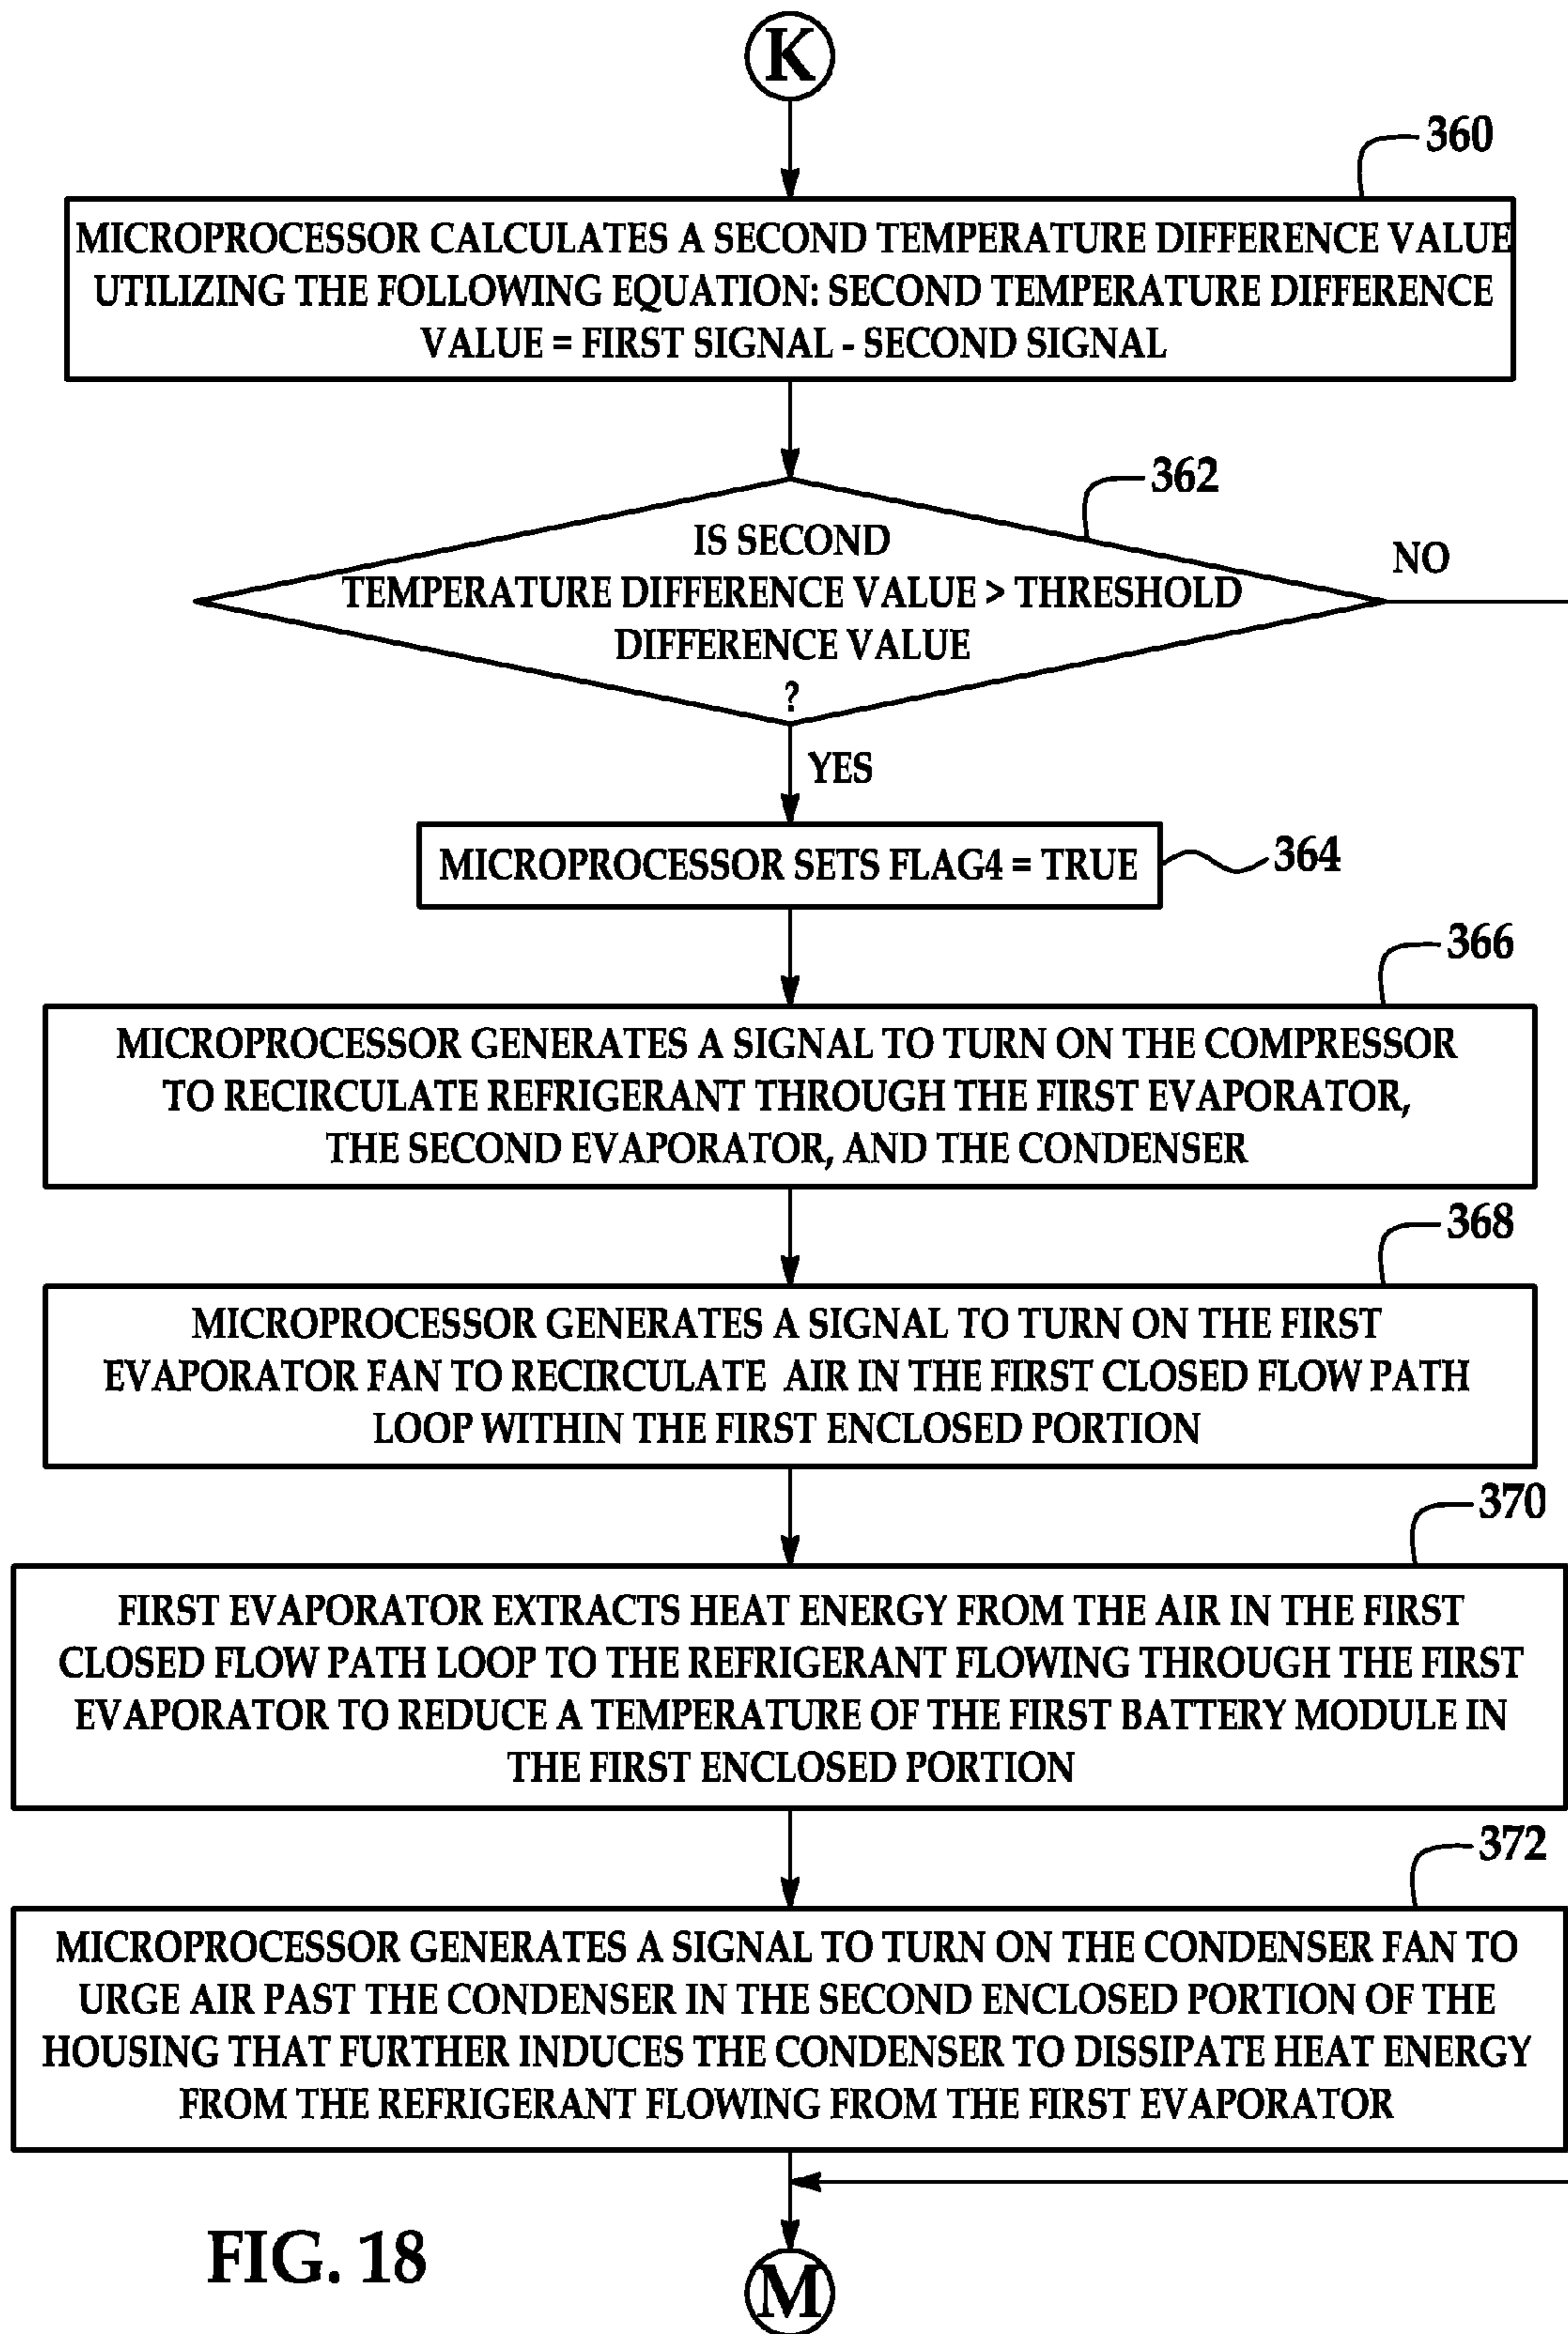 K
360
MICROPROCESSOR CALCULATES A SECOND TEMPERATURE DIFFERENCE VALUE
UTILIZING THE FOLLOWING EQUATION: SECOND TEMPERATURE DIFFERENCE
VALUE = FIRST SIGNAL - SECOND SIGNAL
362
IS SECOND
TEMPERATURE DIFFERENCE VALUE > THRESHOLD
DIFFERENCE VALUE
?
NO
YES
MICROPROCESSOR SETS FLAG4 = TRUE
364
366
MICROPROCESSOR GENERATES A SIGNAL TO TURN ON THE COMPRESSOR
TO RECIRCULATE REFRIGERANT THROUGH THE FIRST EVAPORATOR,
THE SECOND EVAPORATOR, AND THE CONDENSER
368
MICROPROCESSOR GENERATES A SIGNAL TO TURN ON THE FIRST
EVAPORATOR FAN TO RECIRCULATE AIR IN THE FIRST CLOSED FLOW PATH
LOOP WITHIN THE FIRST ENCLOSED PORTION
370
FIRST EVAPORATOR EXTRACTS HEAT ENERGY FROM THE AIR IN THE FIRST
CLOSED FLOW PATH LOOP TO THE REFRIGERANT FLOWING THROUGH THE FIRST
EVAPORATOR TO REDUCE A TEMPERATURE OF THE FIRST BATTERY MODULE IN
THE FIRST ENCLOSED PORTION
372
MICROPROCESSOR GENERATES A SIGNAL TO TURN ON THE CONDENSER FAN TO
URGE AIR PAST THE CONDENSER IN THE SECOND ENCLOSED PORTION OF THE
HOUSING THAT FURTHER INDUCES THE CONDENSER TO DISSIPATE HEAT ENERGY
FROM THE REFRIGERANT FLOWING FROM THE FIRST EVAPORATOR
FIG. 18
M